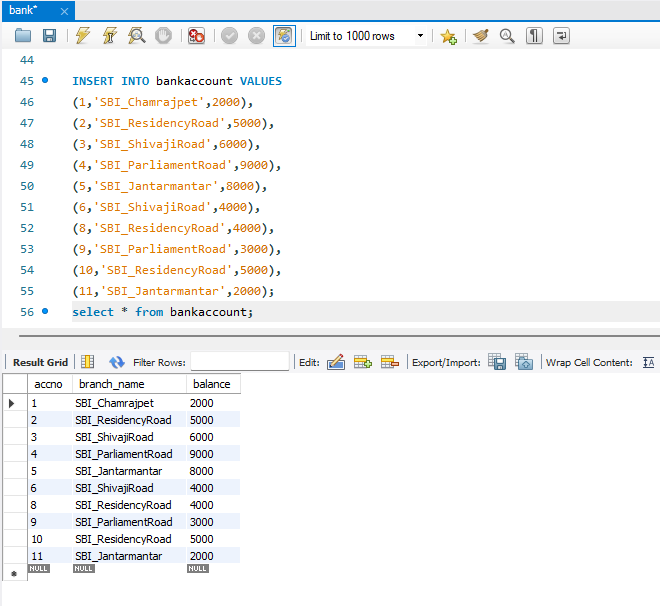 bank*
Limit to 1000 rows
44
45 INSERT INTO bankaccount VALUES
46 (1,'SBI_Chamrajpet',2000),
47 (2,'SBI_ResidencyRoad',5000),
48 (3,'SBI_ShivajiRoad',6000),
49 (4,'SBI_ParliamentRoad',9000),
50 (5,'SBI_Jantarmantar',8000),
51 (6,'SBI_ShivajiRoad',4000),
52 (8,'SBI_ResidencyRoad',4000),
53 (9,'SBI_ParliamentRoad',3000),
54 (10,'SBI_ResidencyRoad',5000),
55 (11,'SBI_Jantarmantar',2000);
56 select * from bankaccount;
Result Grid Filter Rows: Edit: Export/Import: Wrap Cell Content:
accno branch_name balance
1 SBI_Chamrajpet 2000
2 SBI_ResidencyRoad 5000
3 SBI_ShivajiRoad 6000
4 SBI_ParliamentRoad 9000
5 SBI_Jantarmantar 8000
6 SBI_ShivajiRoad 4000
8 SBI_ResidencyRoad 4000
9 SBI_ParliamentRoad 3000
10 SBI_ResidencyRoad 5000
11 SBI_Jantarmantar 2000
NULL NULL NULL